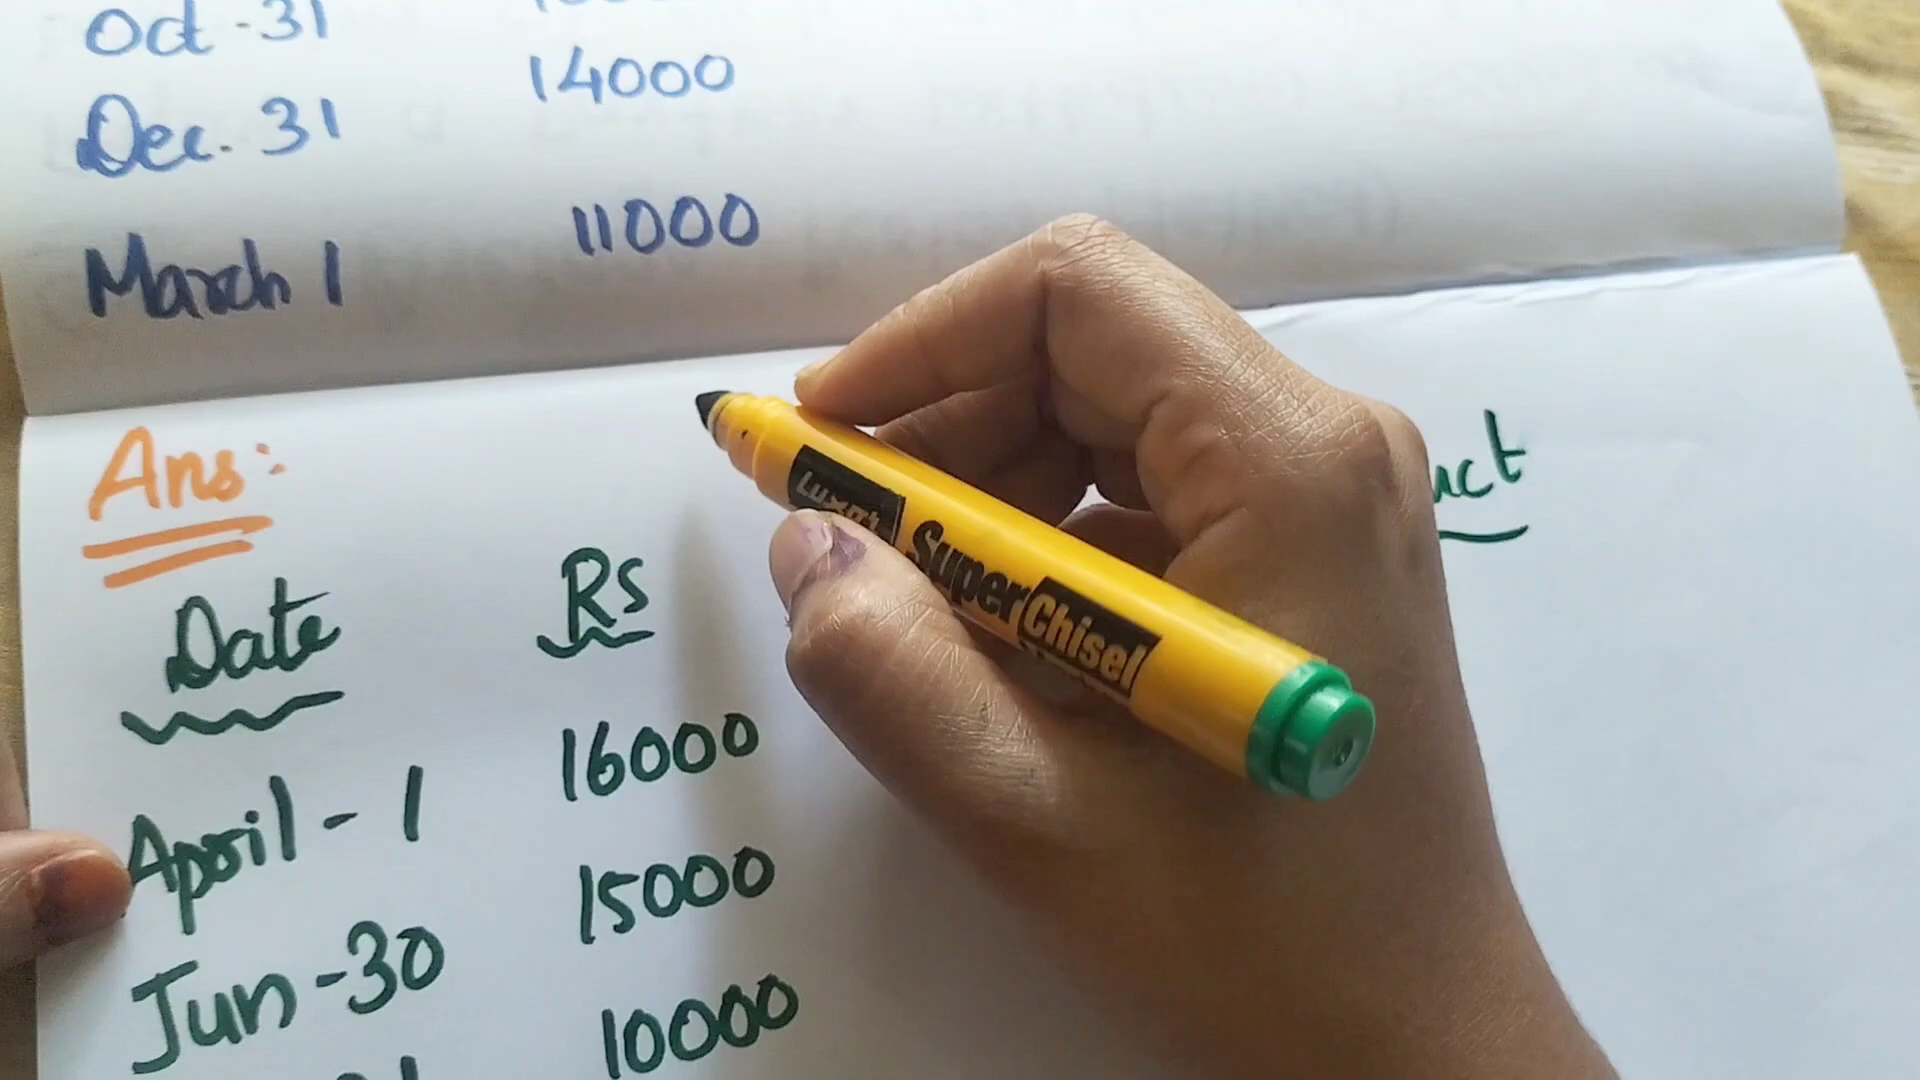 Oct-31
14000
Dec. 31
11000
March 1
Ans:
uct
Date Rs
April-1 16000
Jun-30 15000
10000
Luxor
Super Chisel